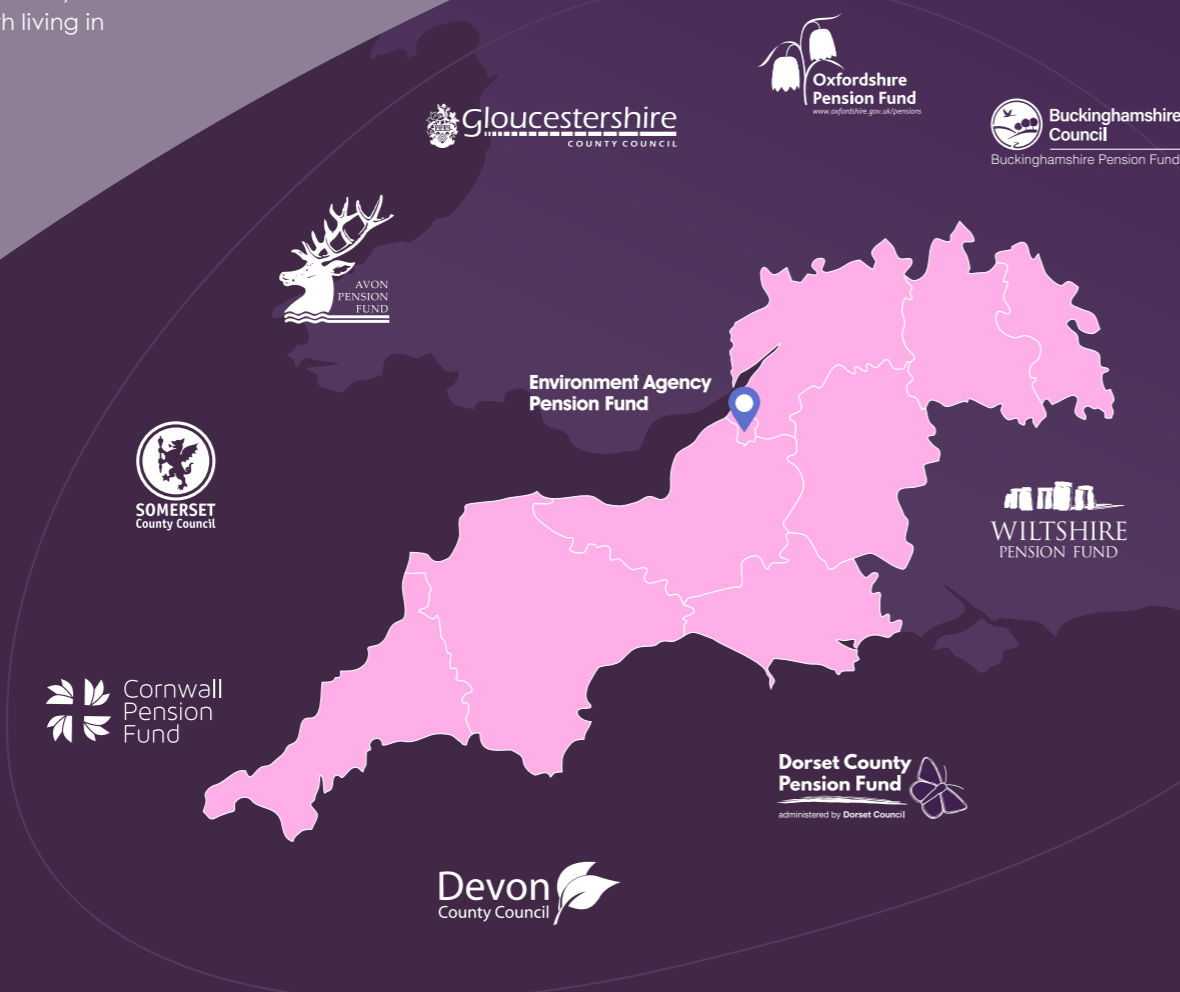 h living in
Oxfordshire
Pension Fund
www.oxfordshire.gov.uk/pensions
Gloucestershire
COUNTY COUNCIL
Buckinghamshire
Council
Buckinghamshire Pension Fund
AVON
PENSION
FUND
Environment Agency
Pension Fund
SOMERSET
County Council
WILTSHIRE
PENSION FUND
Cornwall
Pension
Fund
Dorset County
Pension Fund
administered by Dorset Council
Devon
County Council